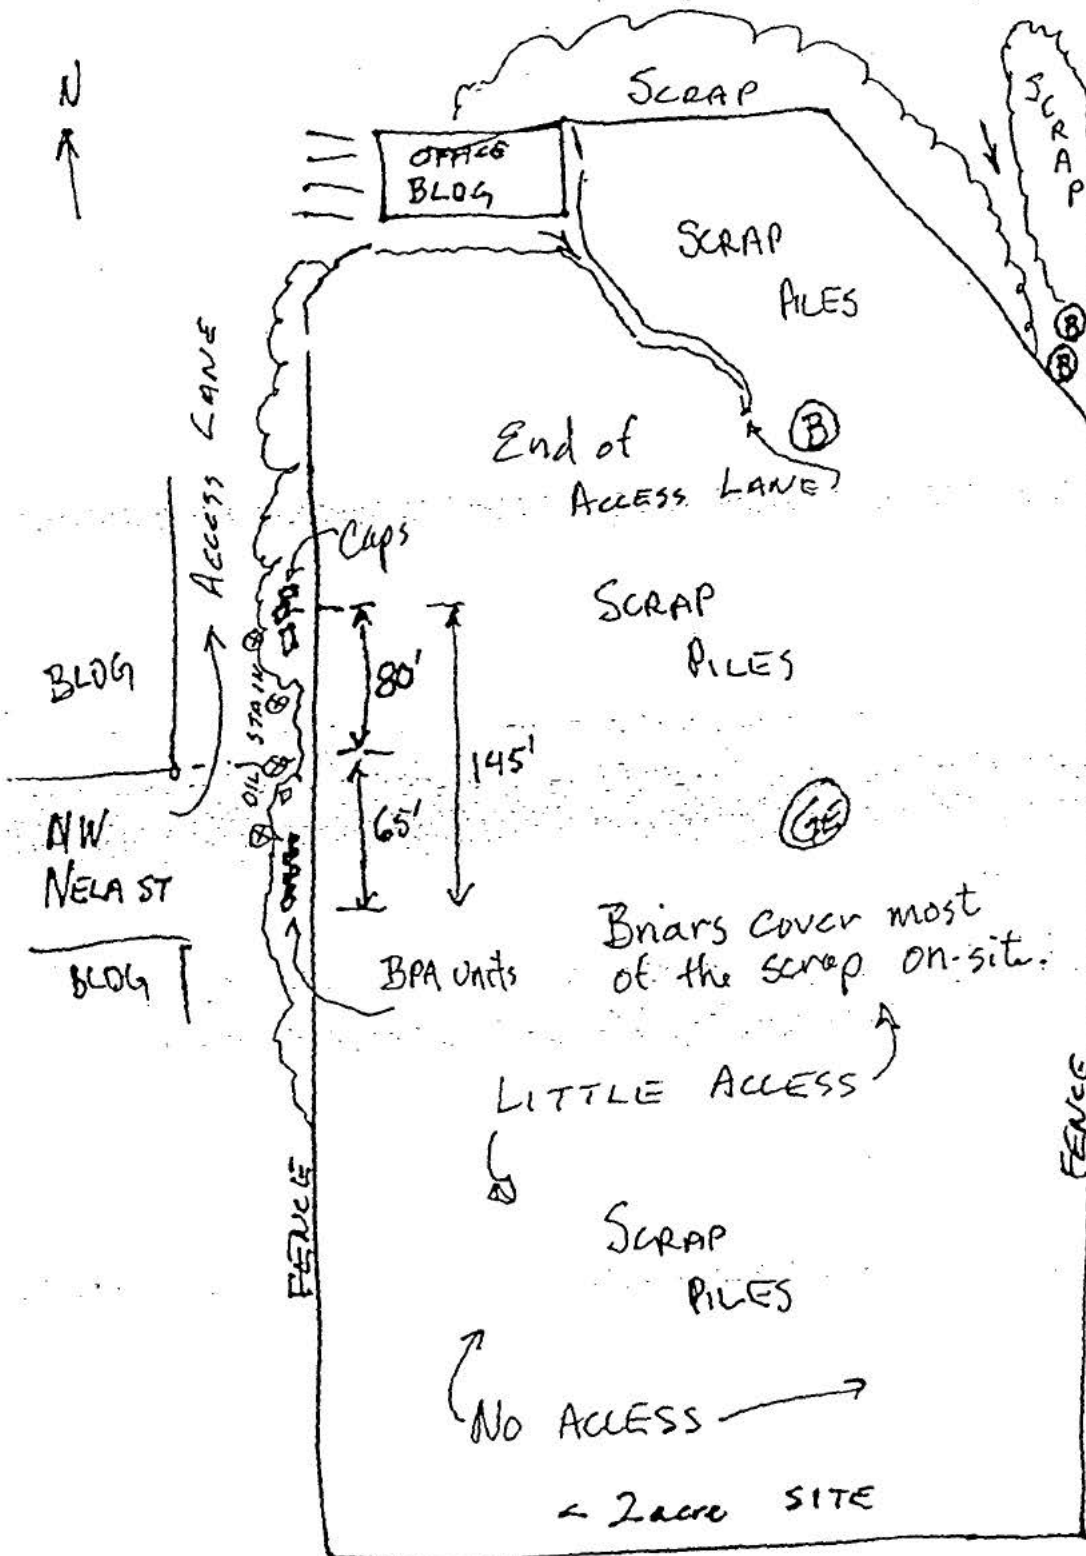 N
SCRAP
SCRAP
OFFICE
BLDG
SCRAP
PILES
B
B
ACCESS LANE
B
End of
ACCESS LANE
Caps
SCRAP
PILES
BLDG
OIL STAIN
80'
145'
65'
GE
NW
NELA ST
BLDG
BPA units
Briars cover most
of the scrap on-site.
LITTLE ACCESS
FENCE
FENCE
SCRAP
PILES
NO ACCESS
< 2 acre SITE